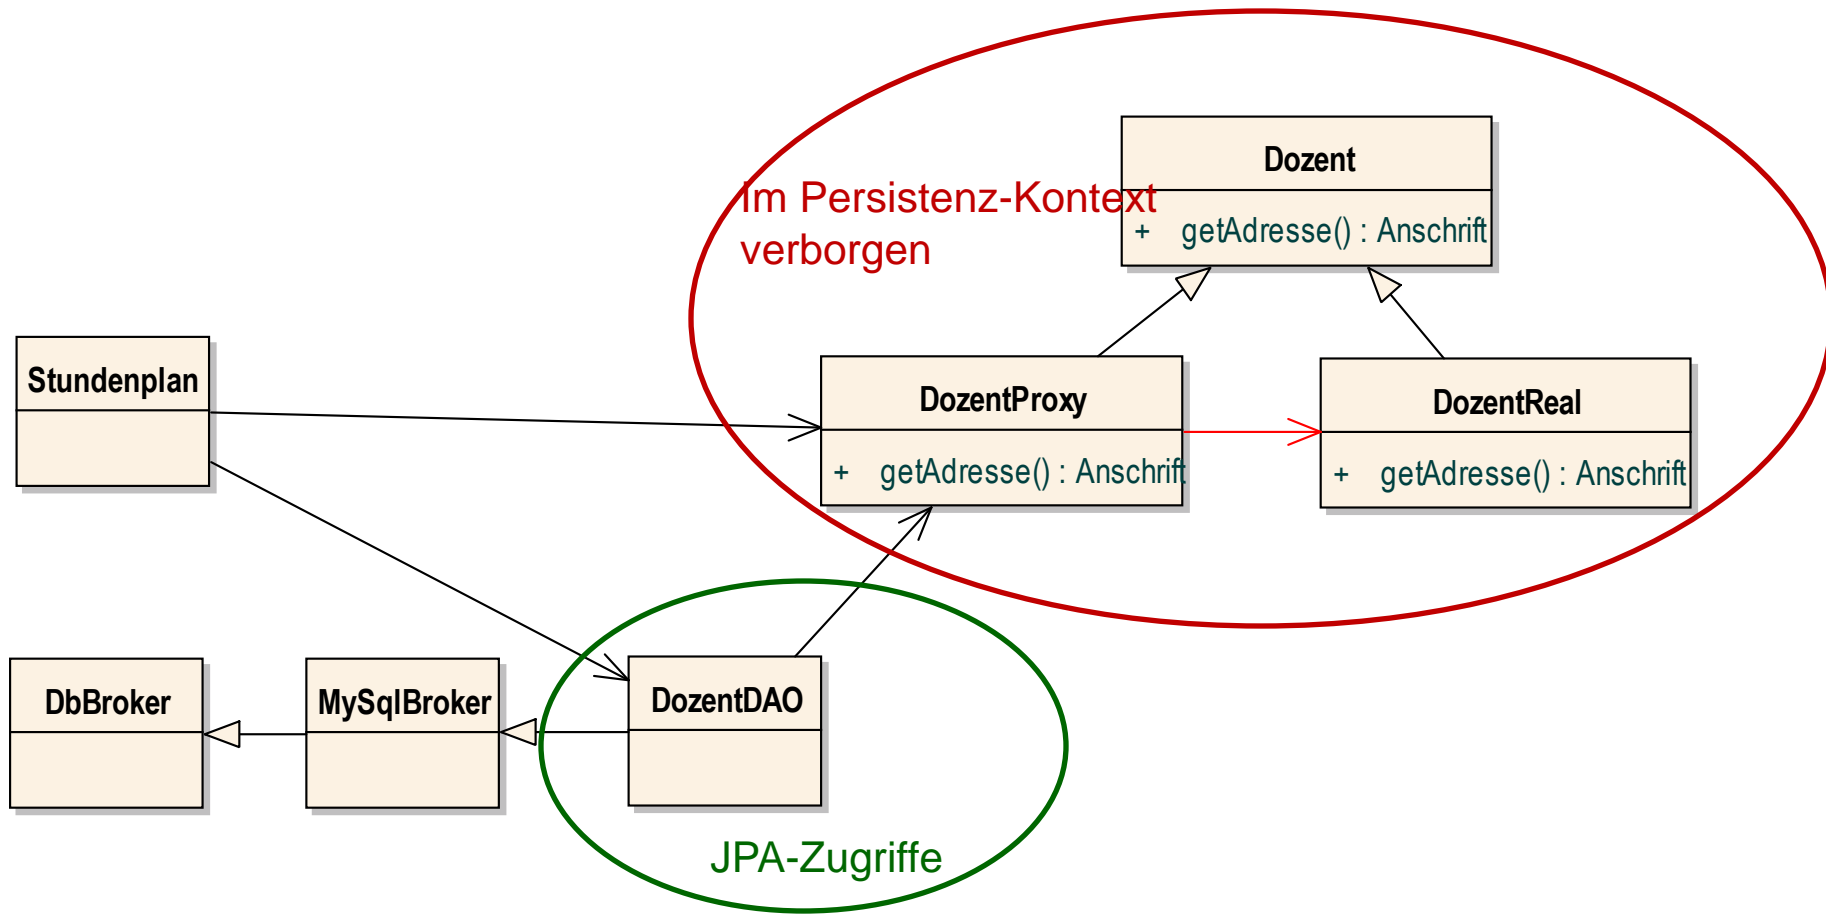 Dozent
+ getAdresse() : Anschrift
Im Persistenz-Kontext
verborgen
Stundenplan
DozentProxy
+ getAdresse() : Anschrift
DozentReal
+ getAdresse() : Anschrift
DbBroker
MySqlBroker
DozentDAO
JPA-Zugriffe